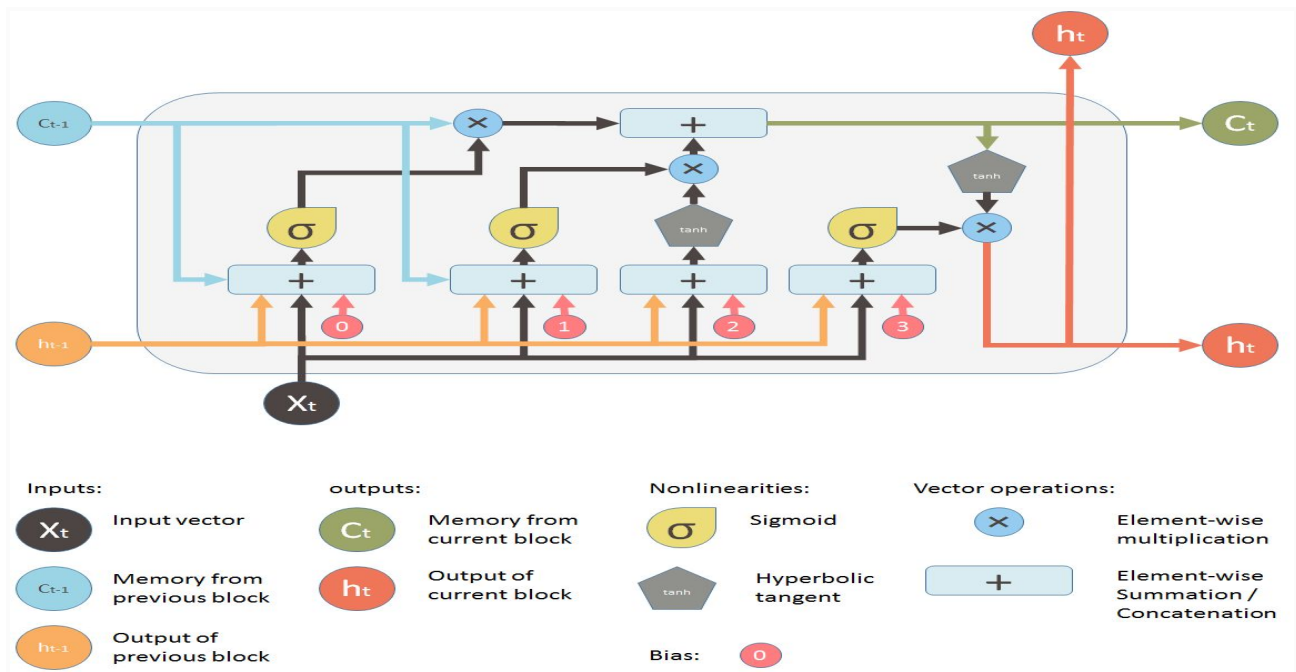 ht
Ct-1
×
+
Ct
tanh
×
σ
σ
tanh
σ
×
+
+
+
+
0
1
2
3
ht-1
ht
Xt
Inputs:
outputs:
Nonlinearities:
Vector operations:
Xt
Input vector
Ct
Memory from
current block
σ
Sigmoid
×
Element-wise
multiplication
Ct-1
Memory from
previous block
ht
Output of
current block
tanh
Hyperbolic
tangent
+
Element-wise
Summation /
Concatenation
ht-1
Output of
previous block
Bias:
0